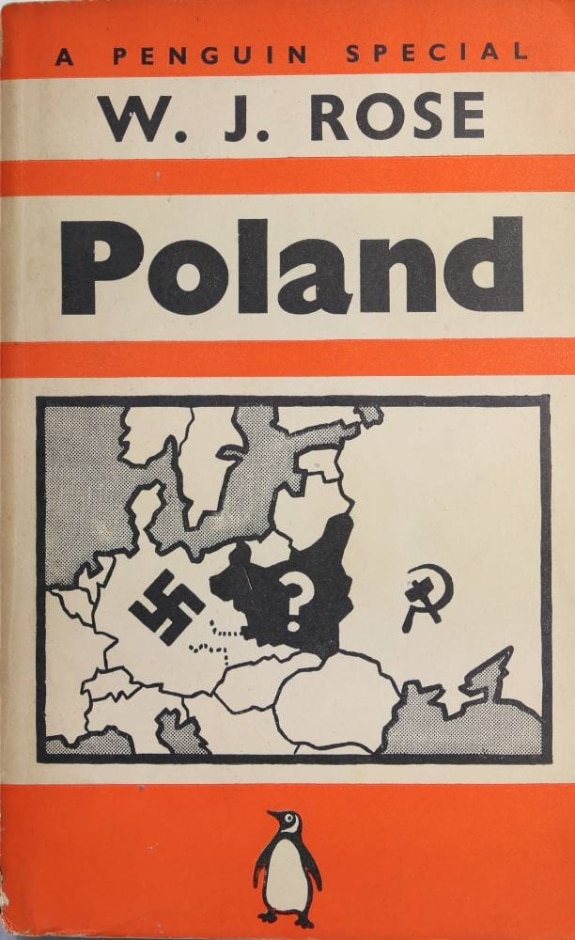 A PENGUIN SPECIAL
W. J. ROSE
Poland
?